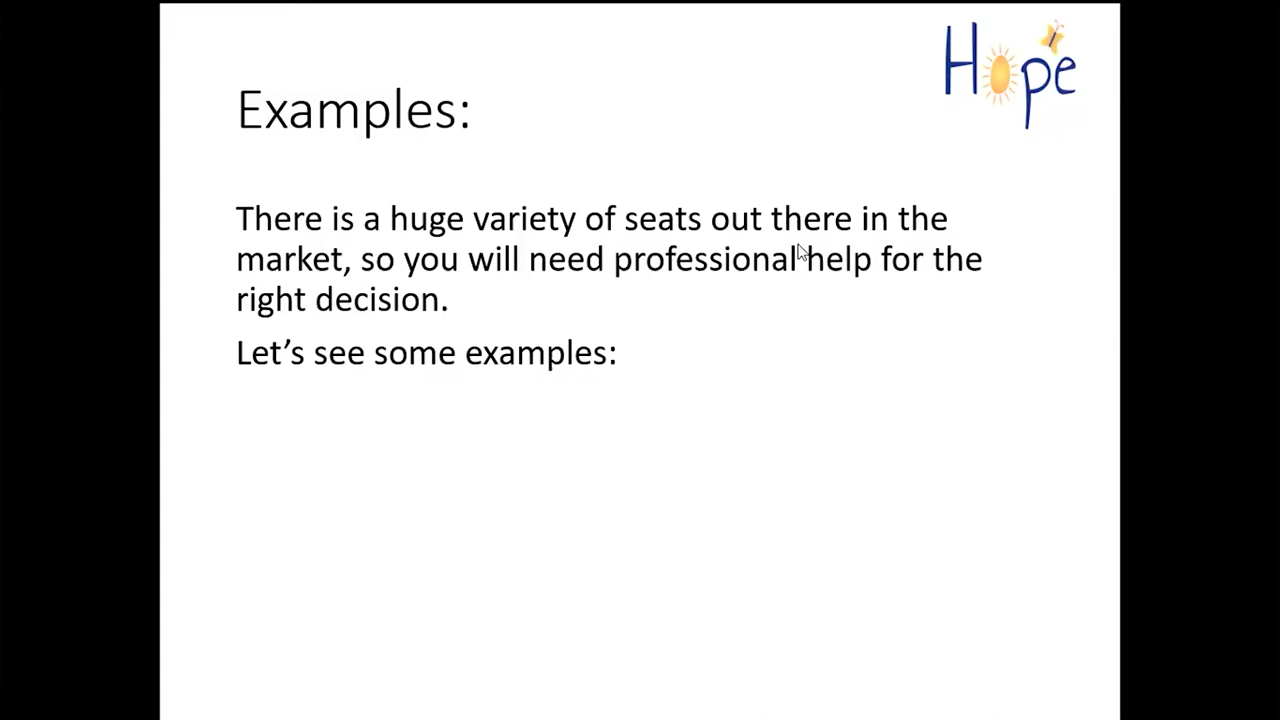 Hope
Examples:
There is a huge variety of seats out there in the
market, so you will need professional help for the
right decision.
Let’s see some examples: